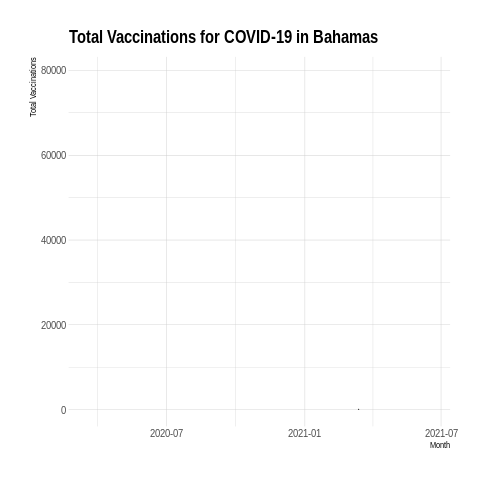 Total Vaccinations for COVID-19 in Bahamas
Total Vaccinations
80000
60000
40000
20000
0
2020-07 2021-01 2021-07
Month